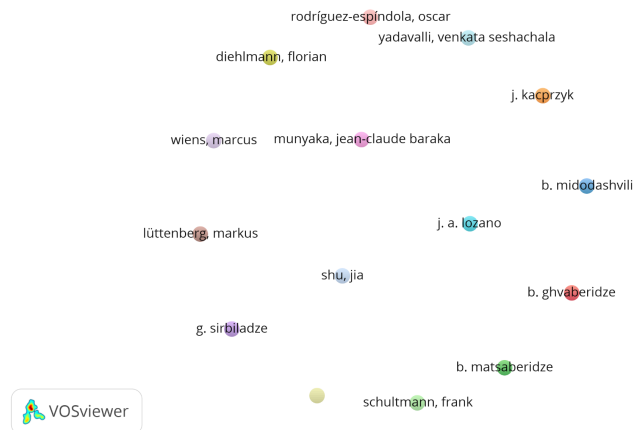 rodríguez-espíndola, oscar
yadavalli, venkata seshachala
diehlmann, florian
j. kacprzyk
wiens, marcus
munyaka, jean-claude baraka
b. midodashvili
j. a. lozano
lüttenberg, markus
shu, jia
b. ghvaberidze
g. sirbiladze
b. matsaberidze
schultmann, frank
VOSviewer